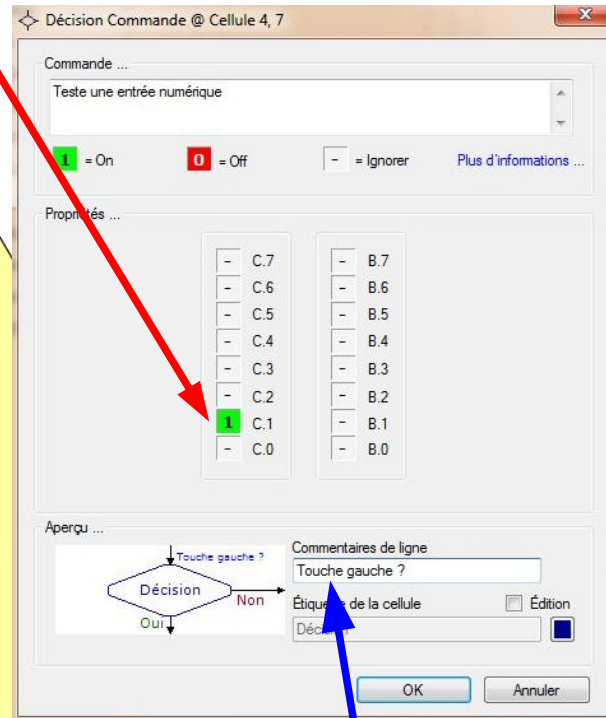 Décision Commande @ Cellule 4, 7
Commande ...
Teste une entrée numérique
1 = On 0 = Off - = Ignorer Plus d'informations ...
Propriétés ...
- C.7 - B.7
- C.6 - B.6
- C.5 - B.5
- C.4 - B.4
- C.3 - B.3
- C.2 - B.2
1 C.1 - B.1
- C.0 - B.0
Aperçu ...
Touche gauche ?
Décision
Non
Oui
Commentaires de ligne
Touche gauche ?
Étiquette de la cellule Édition
Décision
OK Annuler